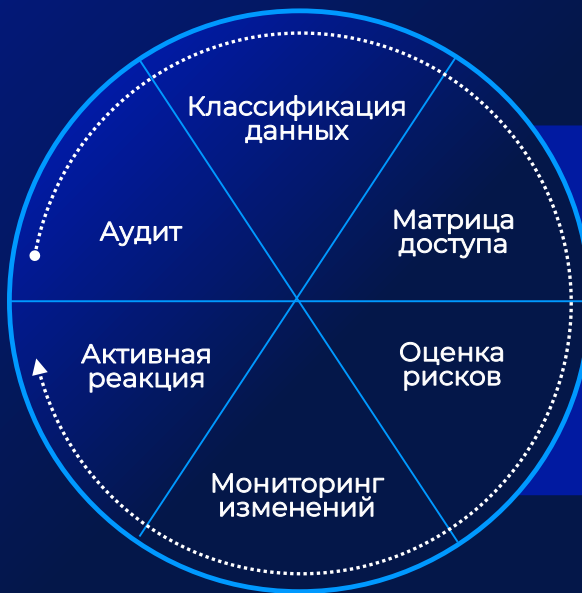 Классификация
данных
Аудит
Матрица
доступа
Активная
реакция
Оценка
рисков
Мониторинг
изменений